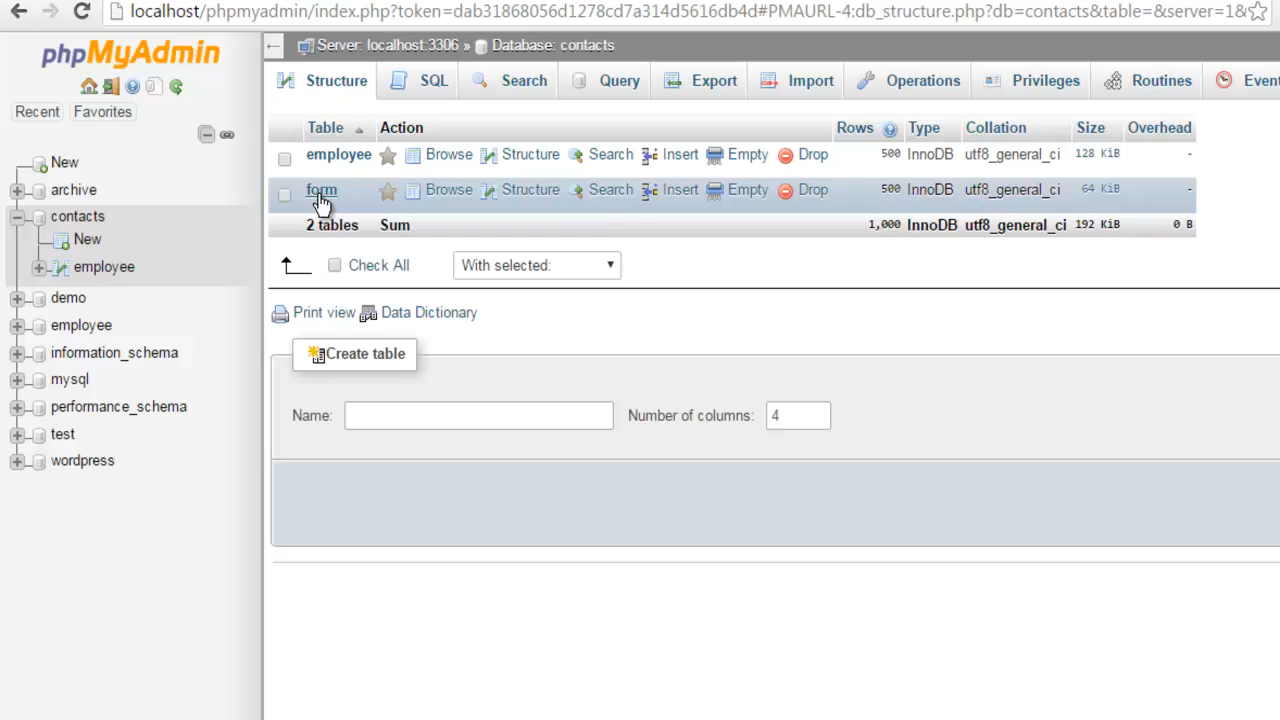 localhost/phpmyadmin/index.php?token=dab31868056d1278cd7a314d5616db4d#PMAURL-4:db_structure.php?db=contacts&table=&server=1&
phpMyAdmin
Recent Favorites
New
archive
contacts
New
employee
demo
employee
information_schema
mysql
performance_schema
test
wordpress
Server: localhost:3306 » Database: contacts
Structure SQL Search Query Export Import Operations Privileges Routines Event
Table Action Rows Type Collation Size Overhead
employee Browse Structure Search Insert Empty Drop 500 InnoDB utf8_general_ci 128 KiB -
form Browse Structure Search Insert Empty Drop 500 InnoDB utf8_general_ci 64 KiB -
2 tables Sum 1,000 InnoDB utf8_general_ci 192 KiB 0 B
Check All With selected:
Print view Data Dictionary
Create table
Name: Number of columns: 4